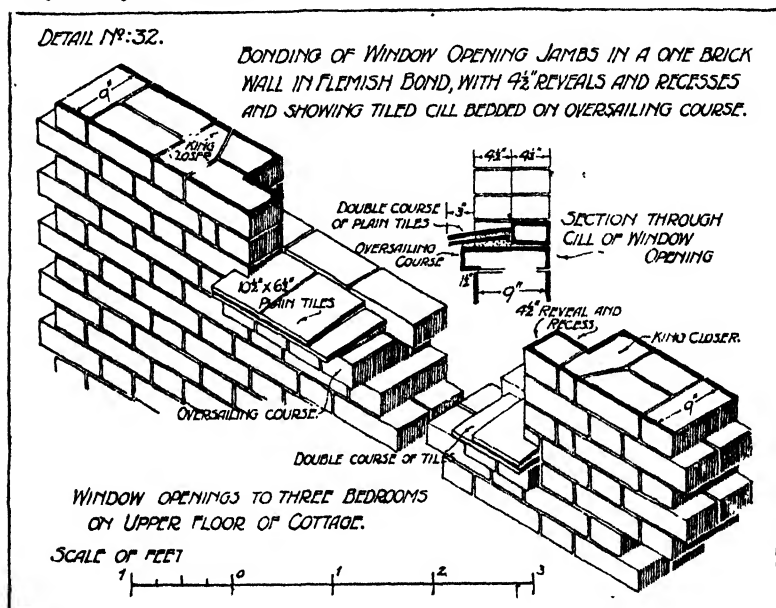 DETAIL Nº:32.
BONDING OF WINDOW OPENING JAMBS IN A ONE BRICK
WALL IN FLEMISH BOND, WITH 4½" REVEALS AND RECESSES
AND SHOWING TILED CILL BEDDED ON OVERSAILING COURSE.
9"
KING
CLOSER
4½" 4½"
3"
DOUBLE COURSE
OF PLAIN TILES
OVERSAILING
COURSE
SECTION THROUGH
CILL OF WINDOW
OPENING
1½"
9"
10½" X 6½"
PLAIN TILES
4½" REVEAL AND
RECESS
KING CLOSER.
9"
OVERSAILING COURSE.
DOUBLE COURSE OF TILES
WINDOW OPENINGS TO THREE BEDROOMS
ON UPPER FLOOR OF COTTAGE.
SCALE OF FEET
1 0 1 2 3